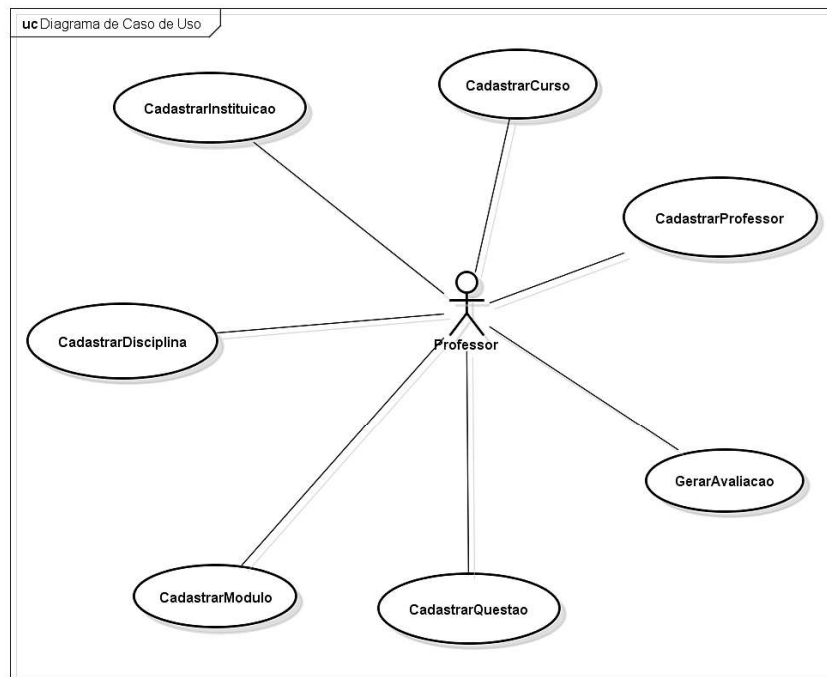 uc Diagrama de Caso de Uso
CadastrarCurso
CadastrarInstituicao
CadastrarProfessor
CadastrarDisciplina
Professor
GerarAvaliacao
CadastrarModulo
CadastrarQuestao